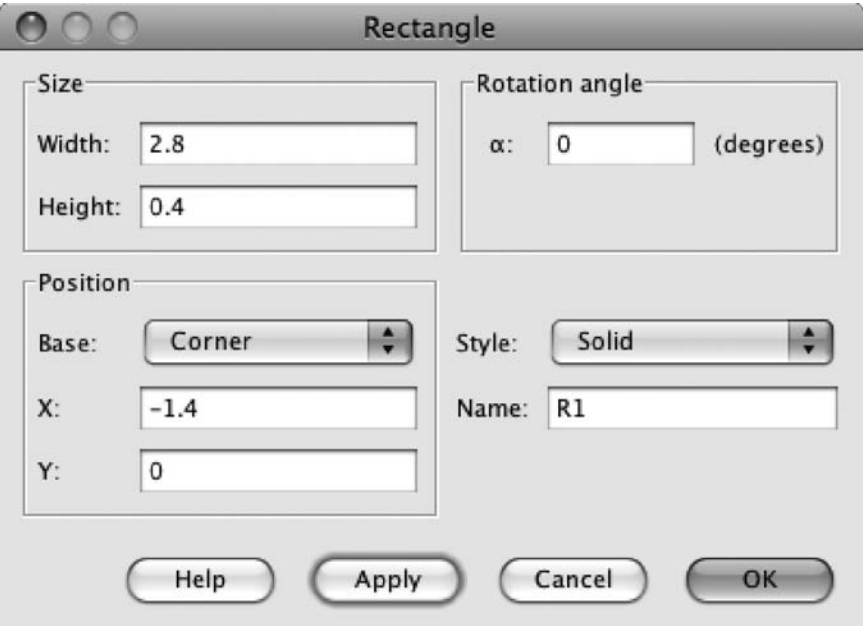 Rectangle
Size
Width: 2.8
Height: 0.4
Rotation angle
α: 0 (degrees)
Position
Base: Corner
X: −1.4
Y: 0
Style: Solid
Name: R1
Help Apply Cancel OK